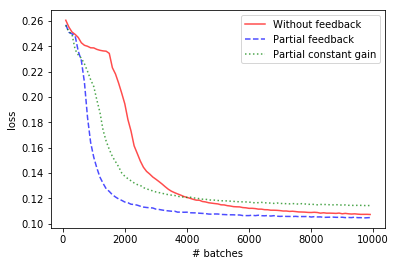 Without feedback
Partial feedback
Partial constant gain
loss
0.26
0.24
0.22
0.20
0.18
0.16
0.14
0.12
0.10
0 2000 4000 6000 8000 10000
# batches